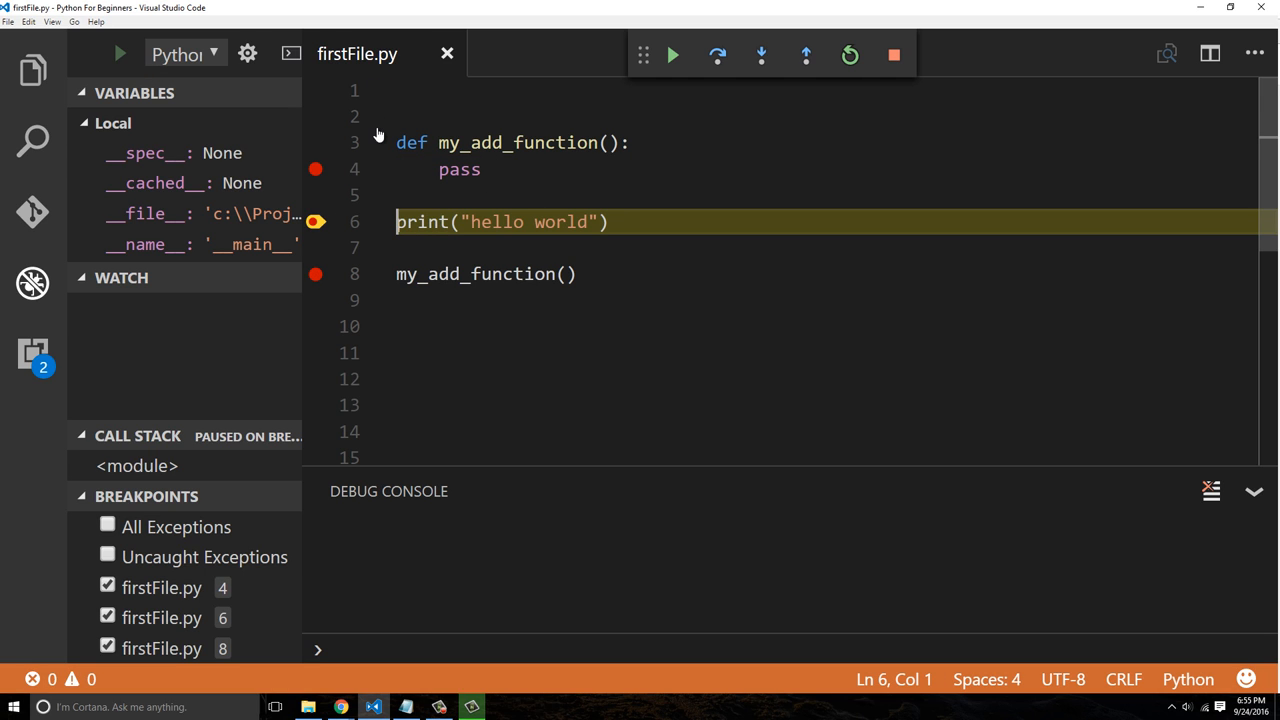 firstFile.py - Python For Beginners - Visual Studio Code
File Edit View Go Help
Pythor
firstFile.py
VARIABLES
Local
__spec__: None
__cached__: None
__file__: 'c:\\Proj...
__name__: '__main__'
WATCH
CALL STACK PAUSED ON BRE...
<module>
BREAKPOINTS
All Exceptions
Uncaught Exceptions
firstFile.py 4
firstFile.py 6
firstFile.py 8
2
1
2
3 def my_add_function():
4 pass
5
6 print("hello world")
7
8 my_add_function()
9
10
11
12
13
14
15
DEBUG CONSOLE
0 0
Ln 6, Col 1 Spaces: 4 UTF-8 CRLF Python
I'm Cortana. Ask me anything.
6:55 PM
9/24/2016